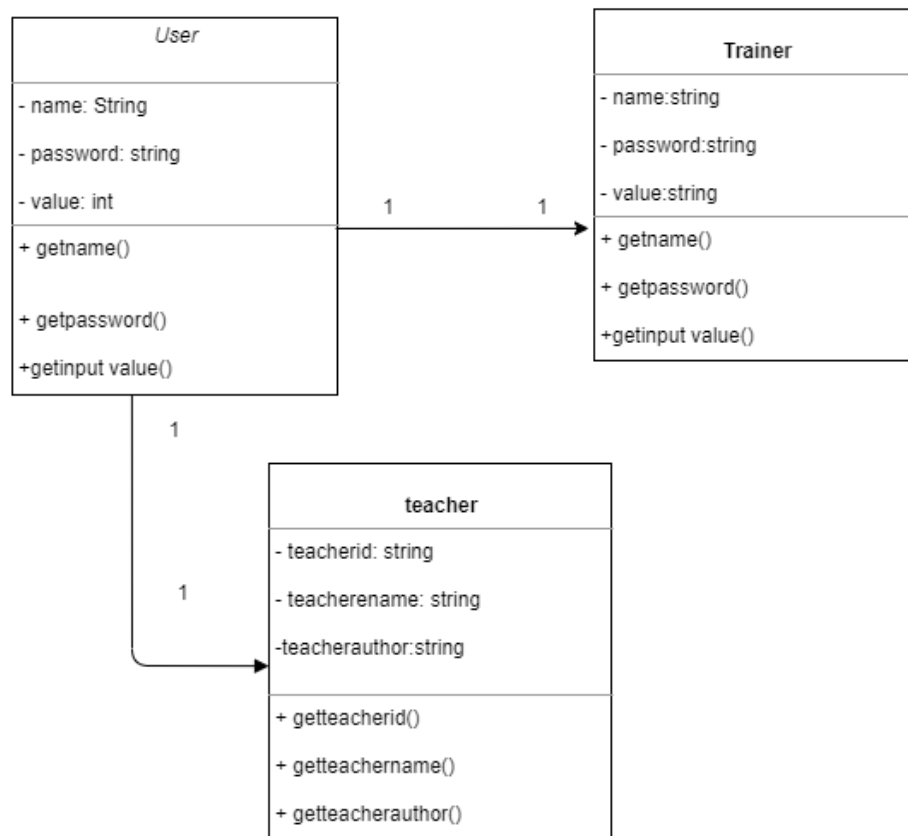 User
- name: String
- password: string
- value: int
+ getname()
+ getpassword()
+getinput value()
1
1
Trainer
- name:string
- password:string
- value:string
+ getname()
+ getpassword()
+getinput value()
1
1
teacher
- teacherid: string
- teacherename: string
-teacherauthor:string
+ getteacherid()
+ getteachername()
+ getteacherauthor()